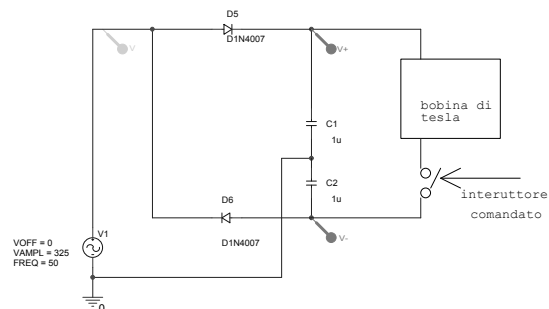 D5
D1N4007
V
V+
bobina di
tesla
C1
1u
C2
1u
interuttore
comandato
D6
D1N4007
V-
V1
VOFF = 0
VAMPL = 325
FREQ = 50
0